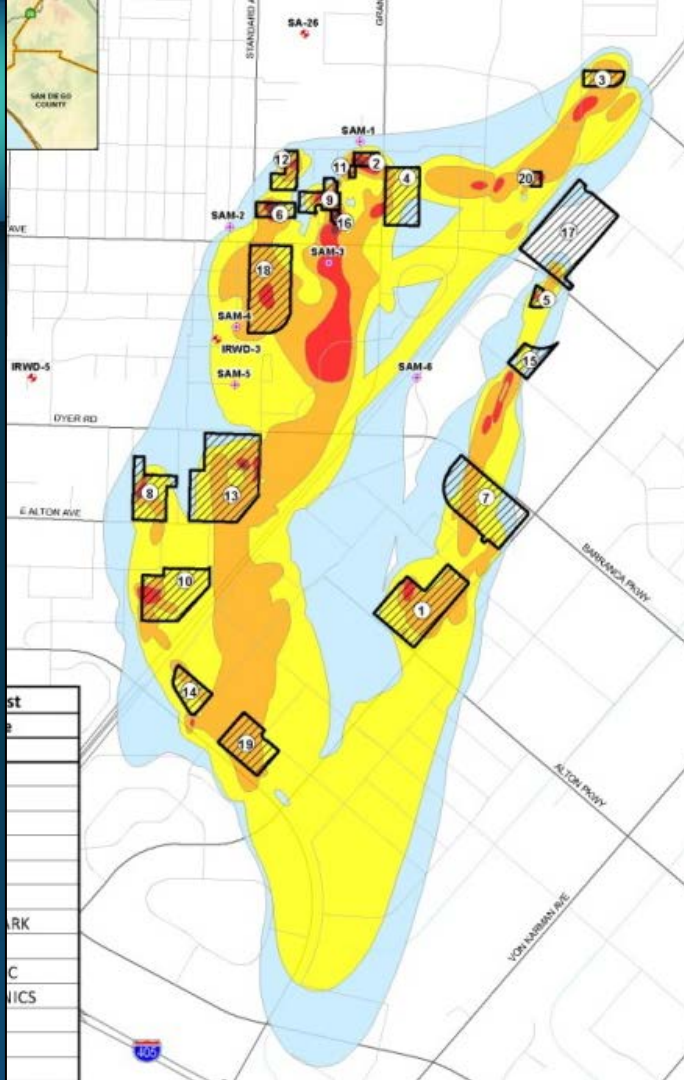 SAN DIEGO
COUNTY
STANDARD A
GRAN
SA-26
SAM-1
3
12
11
2
4
20
9
6
16
SAM-2
17
AVE
SAM-3
18
5
SAM-4
IRWD-3
15
IRWD-5
SAM-5
SAM-6
DYER RD
8
13
7
E ALTON AVE
BARRANCA PKWY
10
1
14
st
e
19
ALTON PKWY
ARK
C
NICS
VON KARMAN AVE
405